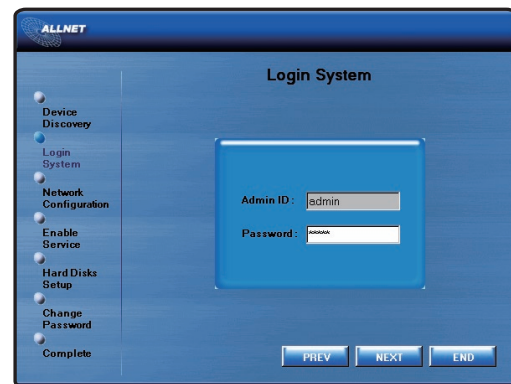 ALLNET
Login System
Device
Discovery
Login
System
Network
Configuration
Enable
Service
Hard Disks
Setup
Change
Password
Complete
Admin ID : admin
Password : *****
PREV NEXT END